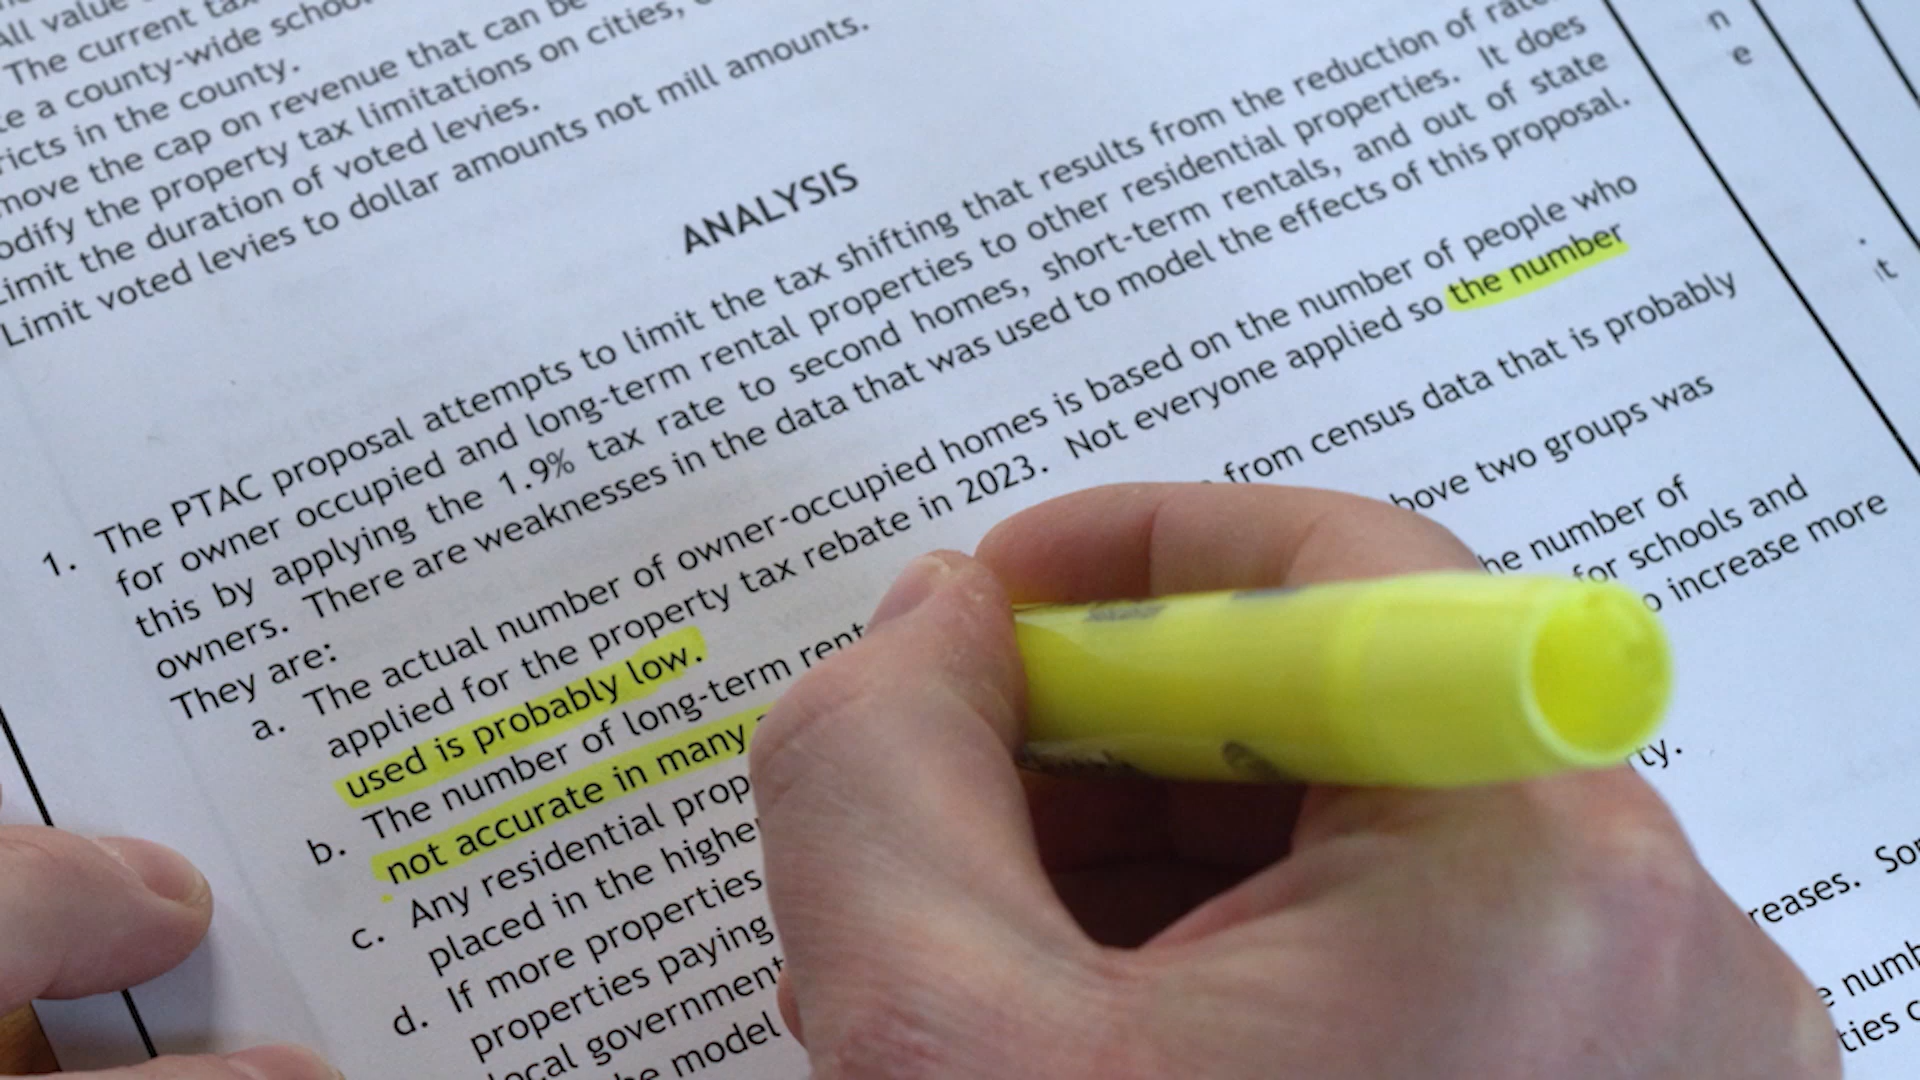 All value
The current tax
te a county-wide school
ricts in the county.
move the cap on revenue that can be
odify the property tax limitations on cities,
Limit the duration of voted levies.
Limit voted levies to dollar amounts not mill amounts.
ANALYSIS
1. The PTAC proposal attempts to limit the tax shifting that results from the reduction of rate
for owner occupied and long-term rental properties to other residential properties. It does
this by applying the 1.9% tax rate to second homes, short-term rentals, and out of state
owners. There are weaknesses in the data that was used to model the effects of this proposal.
They are:
a. The actual number of owner-occupied homes is based on the number of people who
applied for the property tax rebate in 2023. Not everyone applied so the number
used is probably low.
b. The number of long-term rent from census data that is probably
not accurate in many
c. Any residential prop bove two groups was
placed in the highe
d. If more properties he number of
properties paying for schools and
local government o increase more
he model
ty.
reases. So
e numb
ties
n
e
.
t